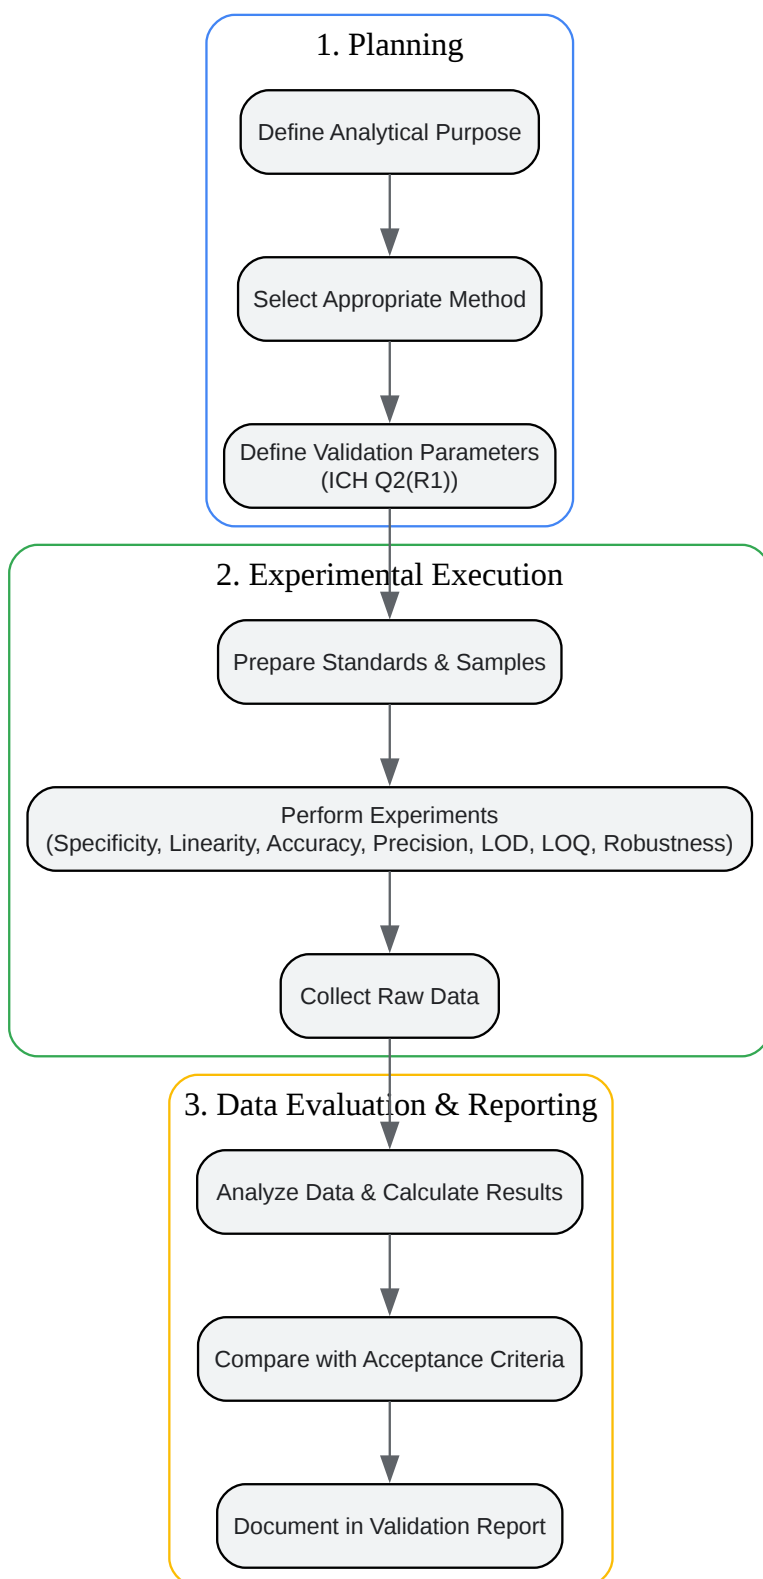 1. Planning
Define Analytical Purpose
Select Appropriate Method
Define Validation Parameters
(ICH Q2(R1))
2. Experimental Execution
Prepare Standards & Samples
Perform Experiments
(Specificity, Linearity, Accuracy, Precision, LOD, LOQ, Robustness)
Collect Raw Data
3. Data Evaluation & Reporting
Analyze Data & Calculate Results
Compare with Acceptance Criteria
Document in Validation Report